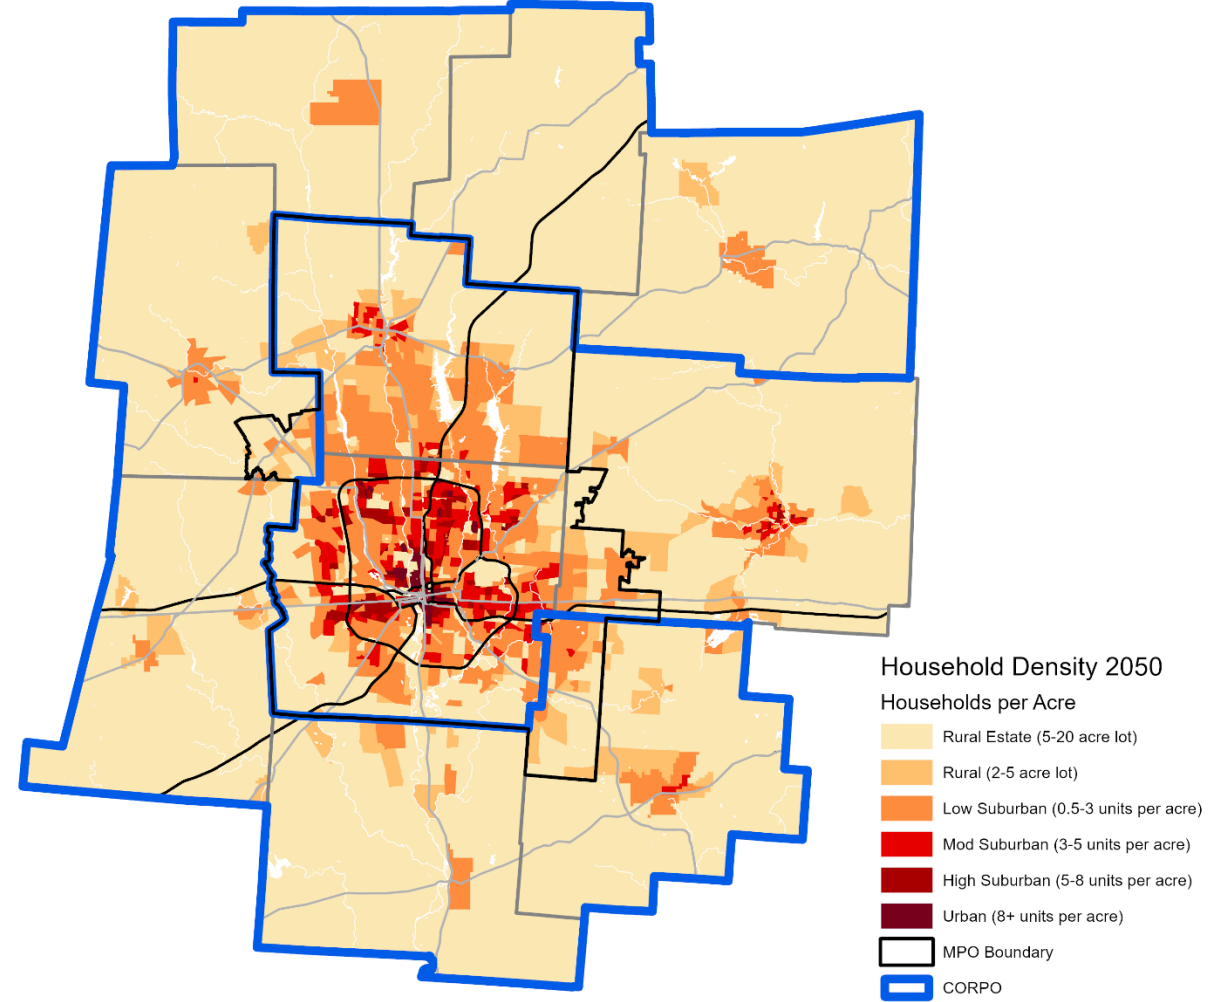 Household Density 2050
Households per Acre
Rural Estate (5-20 acre lot)
Rural (2-5 acre lot)
Low Suburban (0.5-3 units per acre)
Mod Suburban (3-5 units per acre)
High Suburban (5-8 units per acre)
Urban (8+ units per acre)
MPO Boundary
CORPO